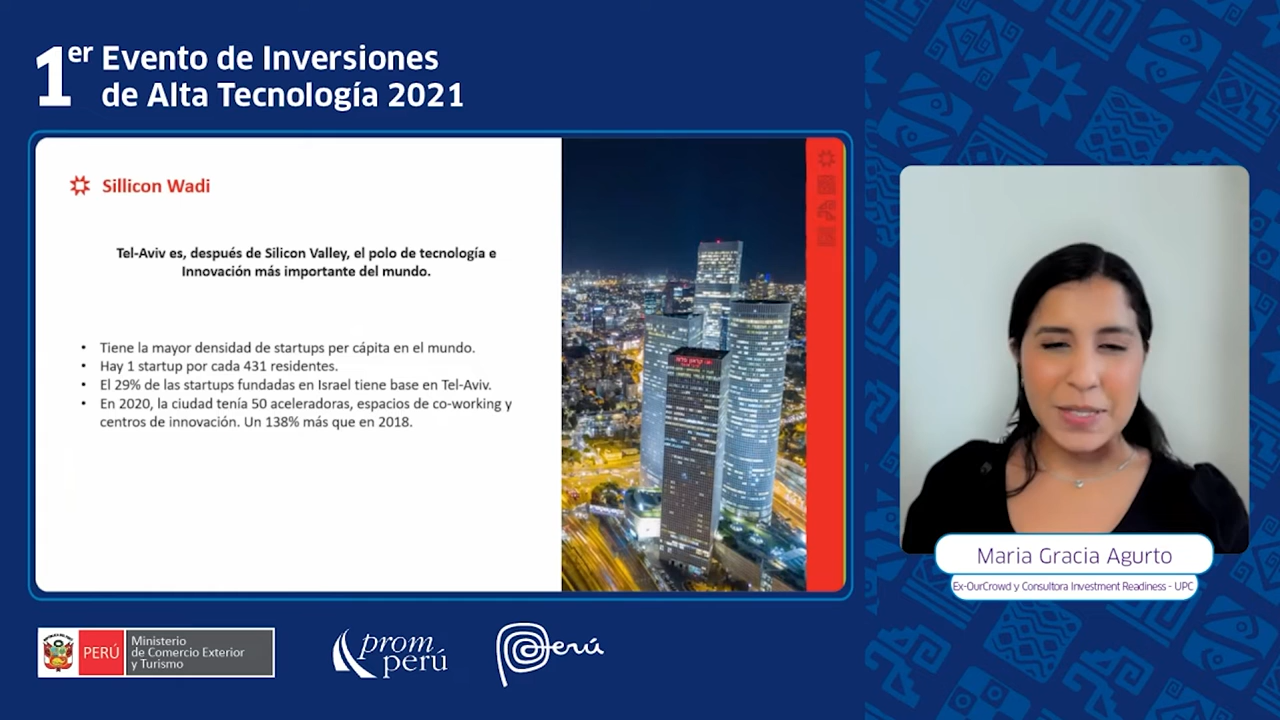 1er Evento de Inversiones
de Alta Tecnología 2021
Sillicon Wadi
Tel-Aviv es, después de Silicon Valley, el polo de tecnología e
Innovación más importante del mundo.
• Tiene la mayor densidad de startups per cápita en el mundo.
• Hay 1 startup por cada 431 residentes.
• El 29% de las startups fundadas en Israel tiene base en Tel-Aviv.
• En 2020, la ciudad tenía 50 aceleradoras, espacios de co-working y
centros de innovación. Un 138% más que en 2018.
Maria Gracia Agurto
Ex-OurCrowd y Consultora Investment Readiness - UPC
PERÚ
Ministerio
de Comercio Exterior
y Turismo
prom
perú
Perú